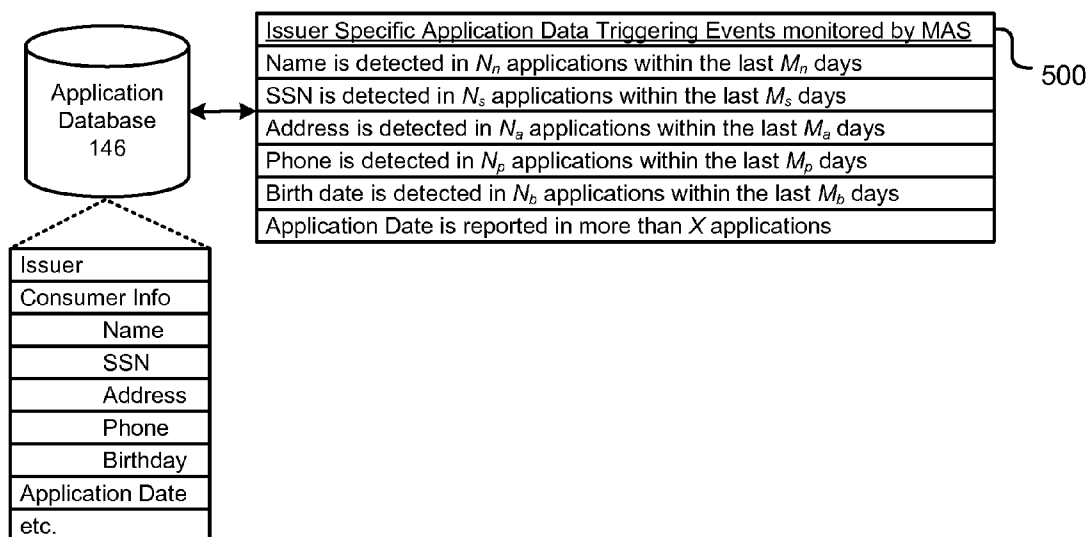 Application
Database
146
Issuer Specific Application Data Triggering Events monitored by MAS
Name is detected in Nn applications within the last Mn days
SSN is detected in Ns applications within the last Ms days
Address is detected in Na applications within the last Ma days
Phone is detected in Np applications within the last Mp days
Birth date is detected in Nb applications within the last Mb days
Application Date is reported in more than X applications
500
Issuer
Consumer Info
Name
SSN
Address
Phone
Birthday
Application Date
etc.